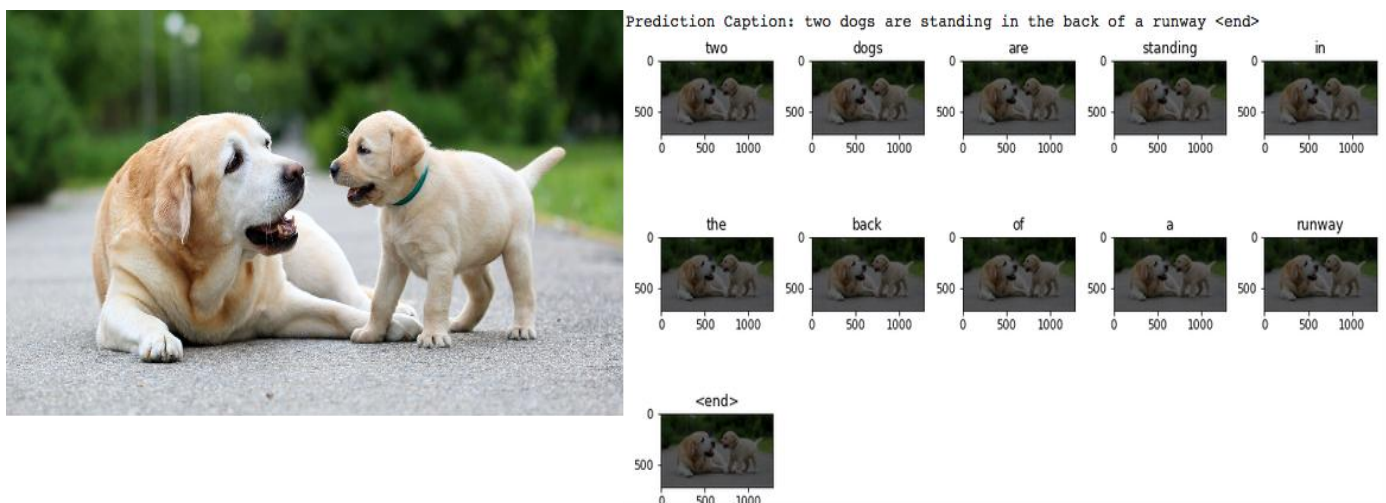 Prediction Caption: two dogs are standing in the back of a runway <end>
two dogs are standing in
0 0 0 0 0
500 500 500 500 500
0 500 1000 0 500 1000 0 500 1000 0 500 1000 0 500 1000
the back of a runway
0 0 0 0 0
500 500 500 500 500
0 500 1000 0 500 1000 0 500 1000 0 500 1000 0 500 1000
<end>
0
500
0 500 1000